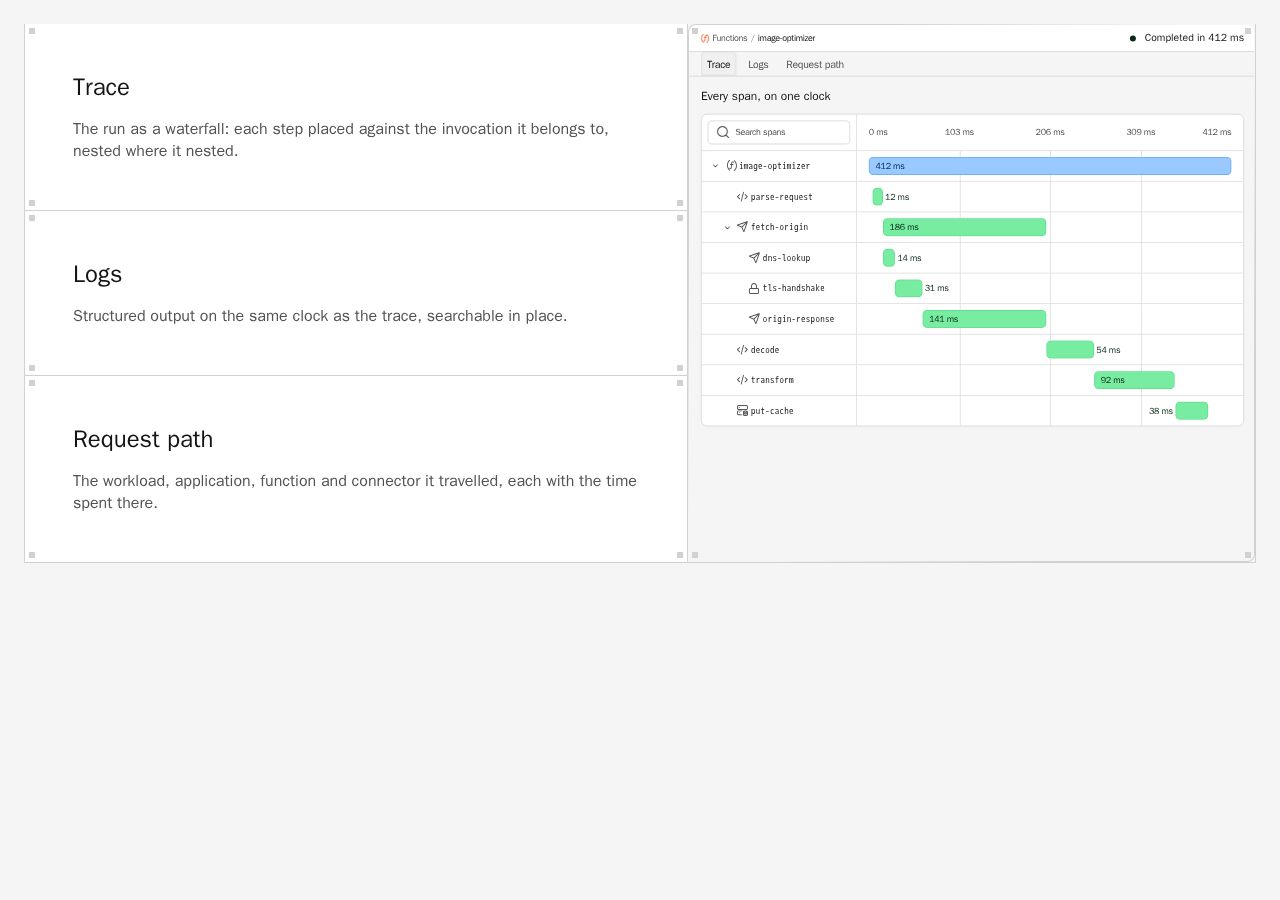 Trace
The run as a waterfall: each step placed against the invocation it belongs to,
nested where it nested.
Logs
Structured output on the same clock as the trace, searchable in place.
Request path
The workload, application, function and connector it travelled, each with the time
spent there.
Functions / image-optimizer
Completed in 412 ms
Trace Logs Request path
Every span, on one clock
Search spans
0 ms 103 ms 206 ms 309 ms 412 ms
image-optimizer 412 ms
parse-request 12 ms
fetch-origin 186 ms
dns-lookup 14 ms
tls-handshake 31 ms
origin-response 141 ms
decode 54 ms
transform 92 ms
put-cache 38 ms